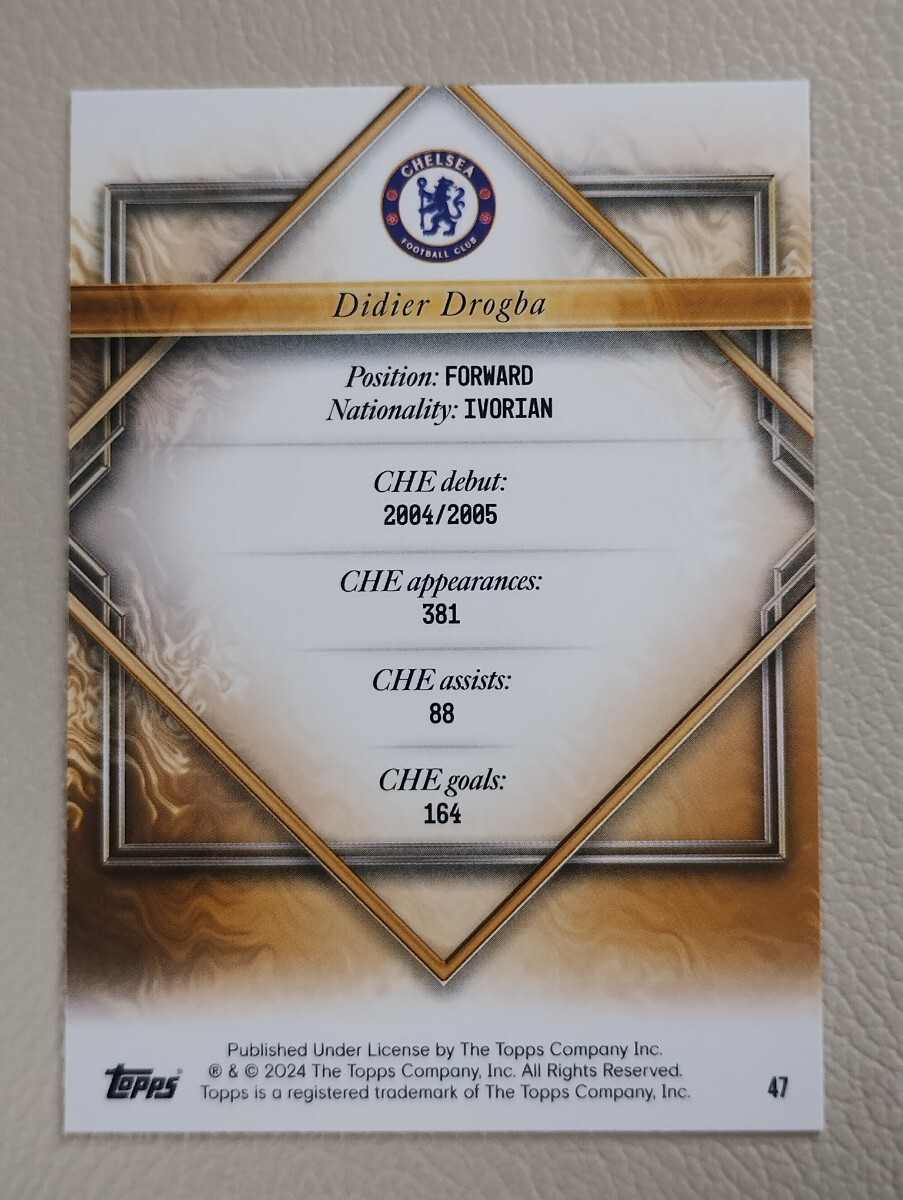 CHELSEA
FOOTBALL CLUB
Didier Drogba
Position: FORWARD
Nationality: IVORIAN
CHE debut:
2004/2005
CHE appearances:
381
CHE assists:
88
CHE goals:
164
Published Under License by The Topps Company Inc.
® & © 2024 The Topps Company, Inc. All Rights Reserved.
Topps is a registered trademark of The Topps Company, Inc.
Topps®
47